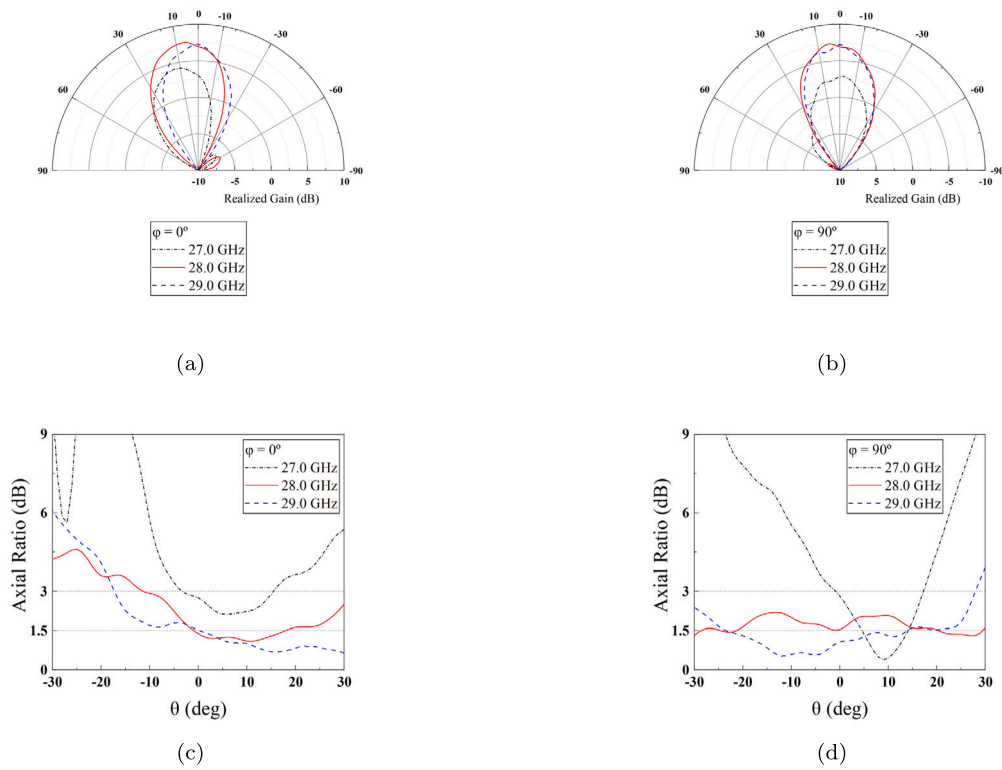 10 0 -10
30 -30
60 -60
90 -90
-10 -5 0 5 10
Realized Gain (dB)
φ = 0º
27.0 GHz
28.0 GHz
29.0 GHz
(a)
10 0 -10
30 -30
60 -60
90 -90
10 5 0 -5 -10
Realized Gain (dB)
φ = 90º
27.0 GHz
28.0 GHz
29.0 GHz
(b)
9
6
3
1.5
0
Axial Ratio (dB)
φ = 0º
27.0 GHz
28.0 GHz
29.0 GHz
-30 -20 -10 0 10 20 30
θ (deg)
(c)
9
6
3
1.5
0
Axial Ratio (dB)
φ = 90º
27.0 GHz
28.0 GHz
29.0 GHz
-30 -20 -10 0 10 20 30
θ (deg)
(d)